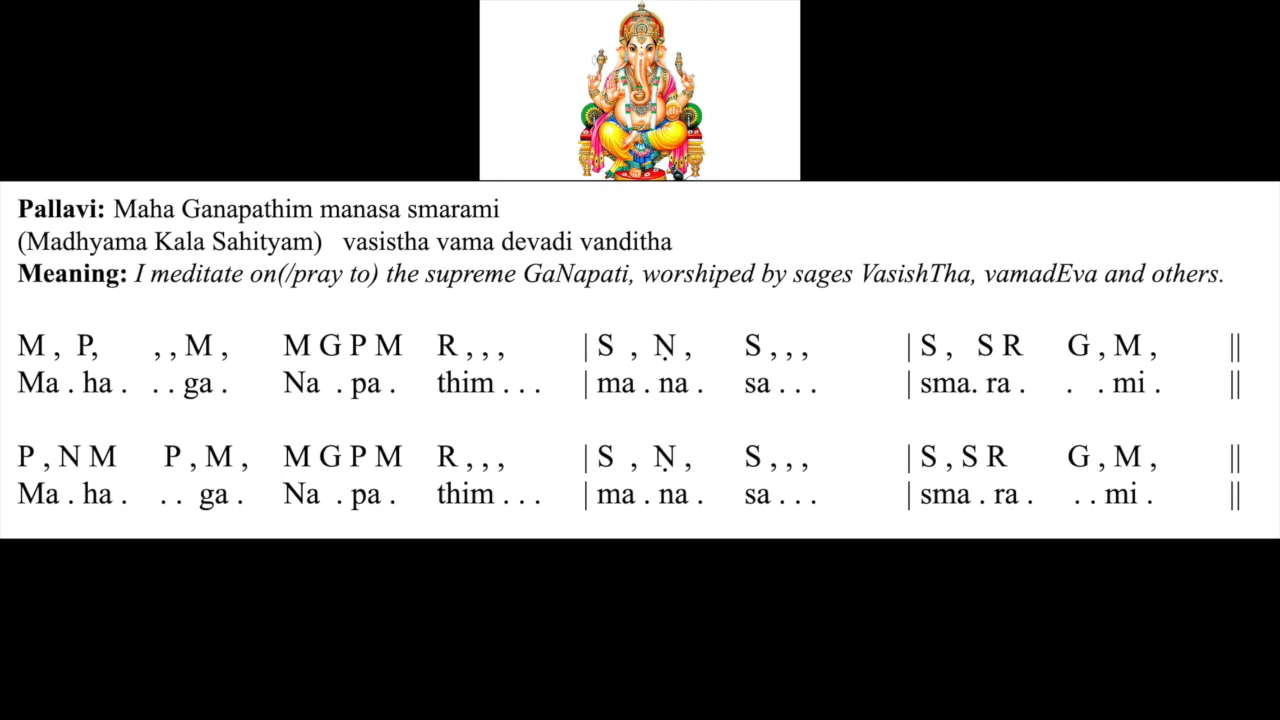 Pallavi: Maha Ganapathim manasa smarami
(Madhyama Kala Sahityam) vasistha vama devadi vanditha
Meaning: I meditate on(/pray to) the supreme GaNapati, worshiped by sages VasishTha, vamadEva and others.
M , P, , , M , M G P M R , , , | S , Ṇ , S , , , | S , S R G , M , ||
Ma . ha . . . ga . Na . pa . thim . . . | ma . na . sa . . . | sma. ra . . . mi . ||
P , N M P , M , M G P M R , , , | S , Ṇ , S , , , | S , S R G , M , ||
Ma . ha . . . ga . Na . pa . thim . . . | ma . na . sa . . . | sma . ra . . . mi . ||